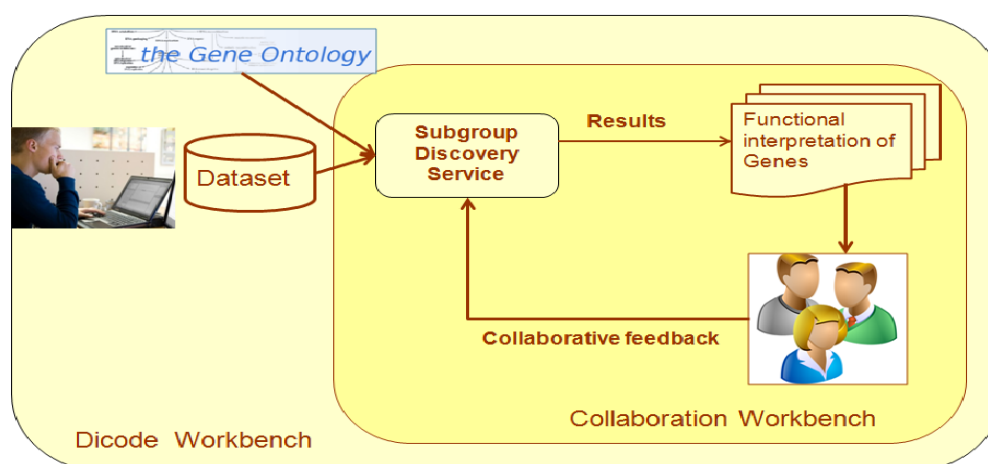 the Gene Ontology
Dataset
Subgroup
Discovery
Service
Results
Functional
interpretation of
Genes
Collaborative feedback
Collaboration Workbench
Dicode Workbench